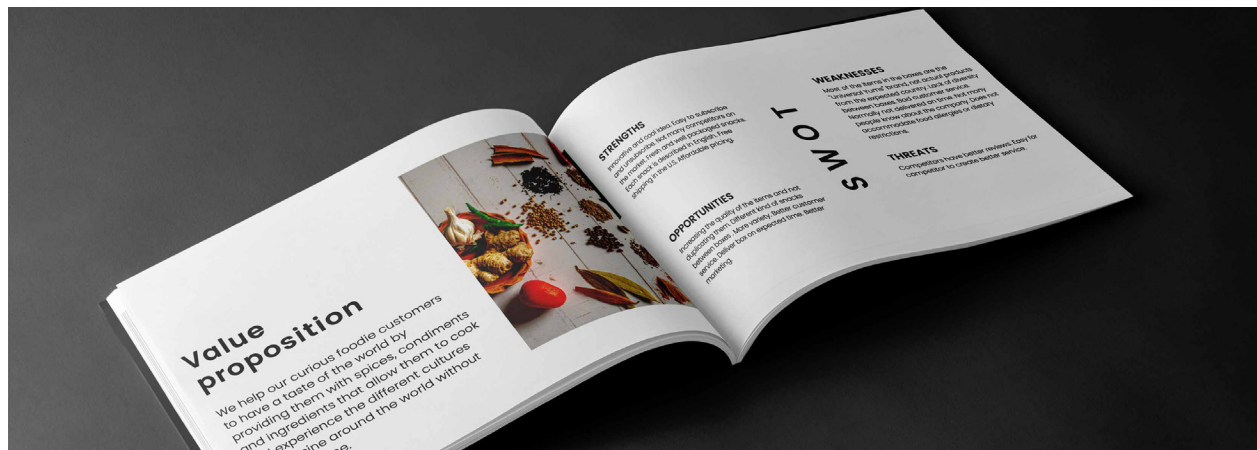 Value
proposition
We help our curious foodie customers
to have a taste of the world by
providing them with spices, condiments
and ingredients that allow them to cook
experience the different cultures
around the world without
STRENGTHS
Innovative and cool idea. Easy to subscribe
and unsubscribe. Not many competitors on
the market. Fresh and well packaged snacks.
Each snack is described in English. Free
shipping in the U.S. Affordable pricing.
OPPORTUNITIES
Increasing the quality of the items and not
duplicating them. Different kind of snacks
between boxes. More variety. Better customer
service. Deliver box on expected time. Better
marketing.
SWOT
WEAKNESSES
Most of the items in the boxes are the
"Universal Yums" brand, not actual products
from the expected country. Lack of diversity
between boxes. Bad customer service.
Normally not delivered on time. Not many
people know about the company. Does not
accommodate food allergies or dietary
restrictions.
THREATS
Competitors have better reviews. Easy for
competitor to create better service.